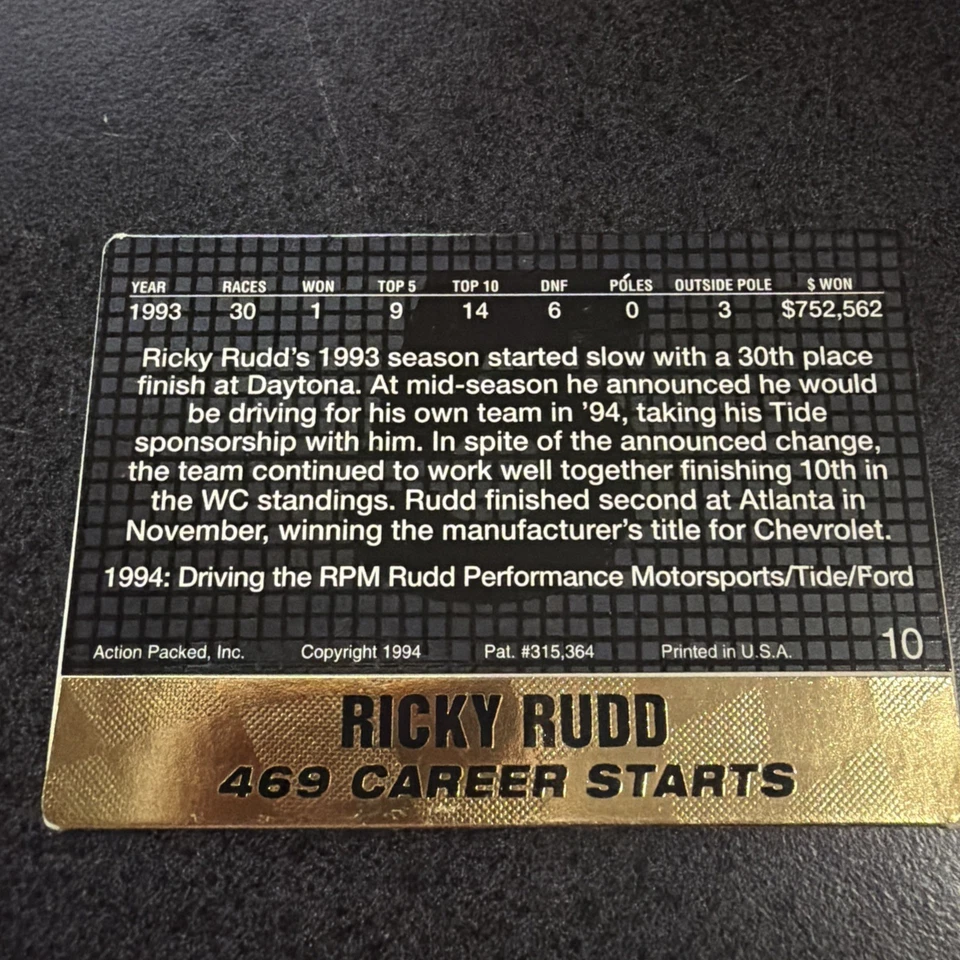 YEAR RACES WON TOP 5 TOP 10 DNF POLES OUTSIDE POLE $ WON
1993 30 1 9 14 6 0 3 $752,562
Ricky Rudd's 1993 season started slow with a 30th place
finish at Daytona. At mid-season he announced he would
be driving for his own team in '94, taking his Tide
sponsorship with him. In spite of the announced change,
the team continued to work well together finishing 10th in
the WC standings. Rudd finished second at Atlanta in
November, winning the manufacturer's title for Chevrolet.
1994: Driving the RPM Rudd Performance Motorsports/Tide/Ford
Action Packed, Inc. Copyright 1994 Pat. #315,364 Printed in U.S.A. 10
RICKY RUDD
469 CAREER STARTS